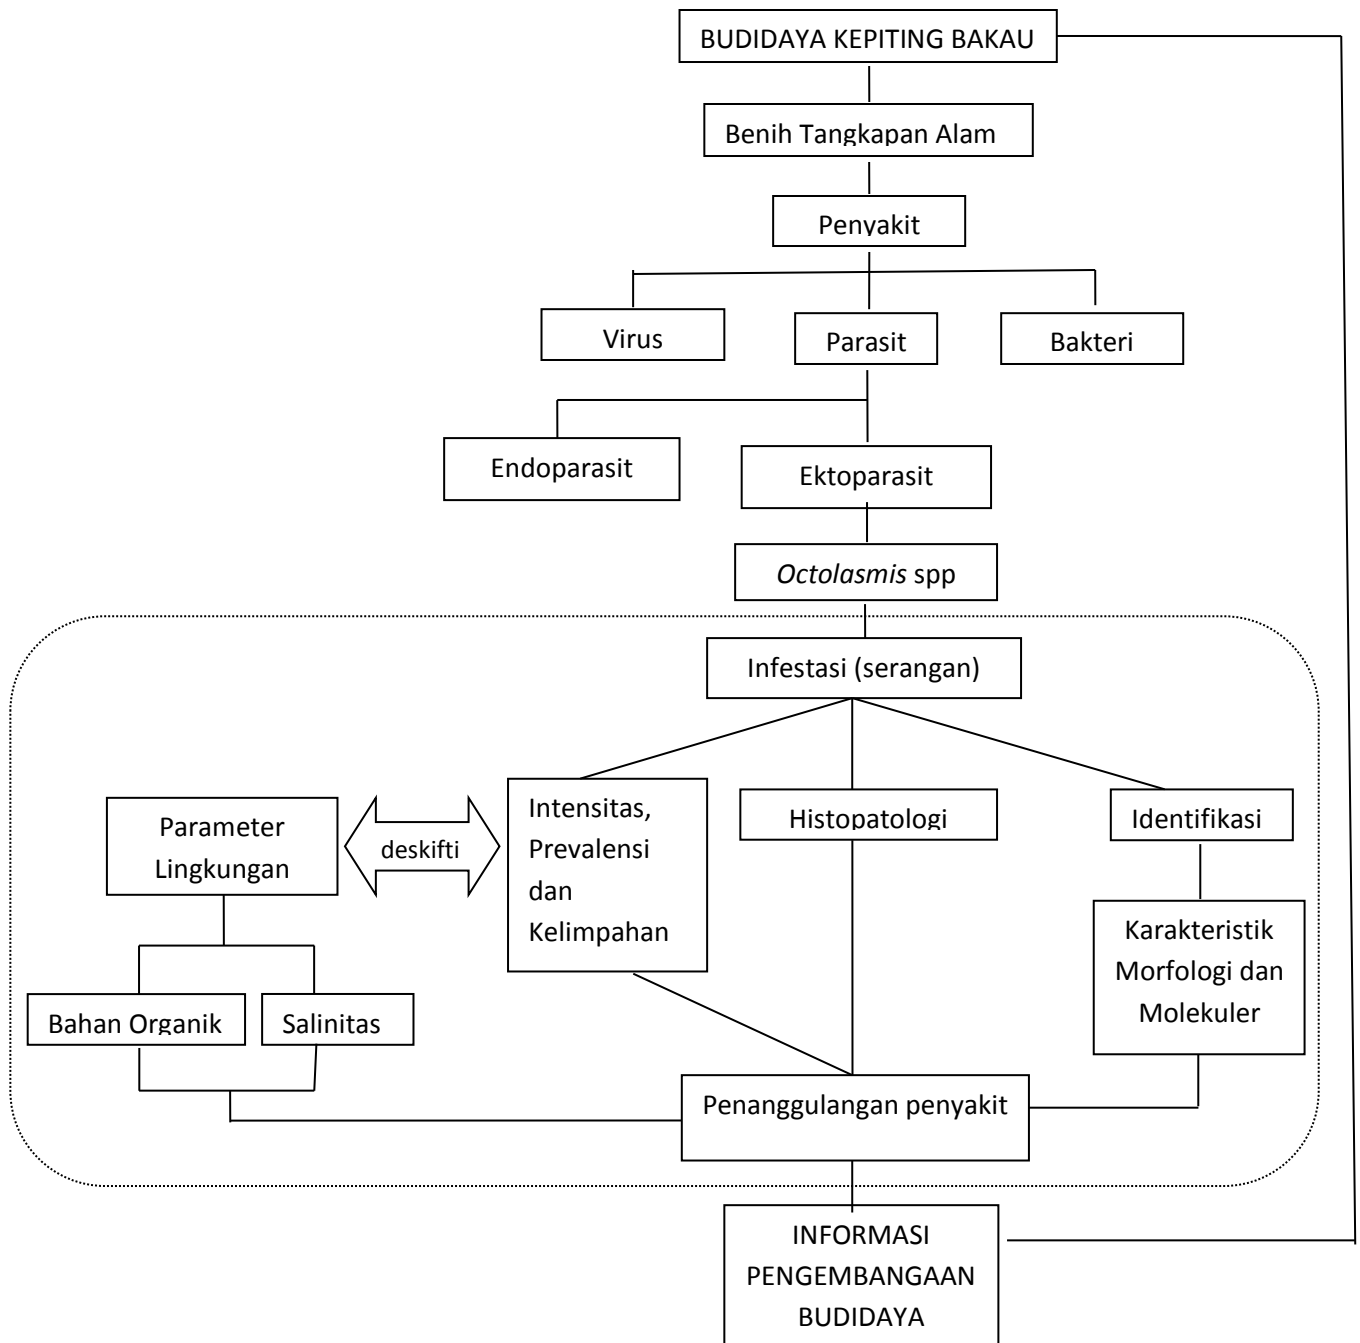 BUDIDAYA KEPITING BAKAU
Benih Tangkapan Alam
Penyakit
Virus
Parasit
Bakteri
Endoparasit
Ektoparasit
Octolasmis spp
Infestasi (serangan)
Parameter
Lingkungan
deskifti
Intensitas,
Prevalensi
dan
Kelimpahan
Histopatologi
Identifikasi
Karakteristik
Morfologi dan
Molekuler
Bahan Organik
Salinitas
Penanggulangan penyakit
INFORMASI
PENGEMBANGAAN
BUDIDAYA